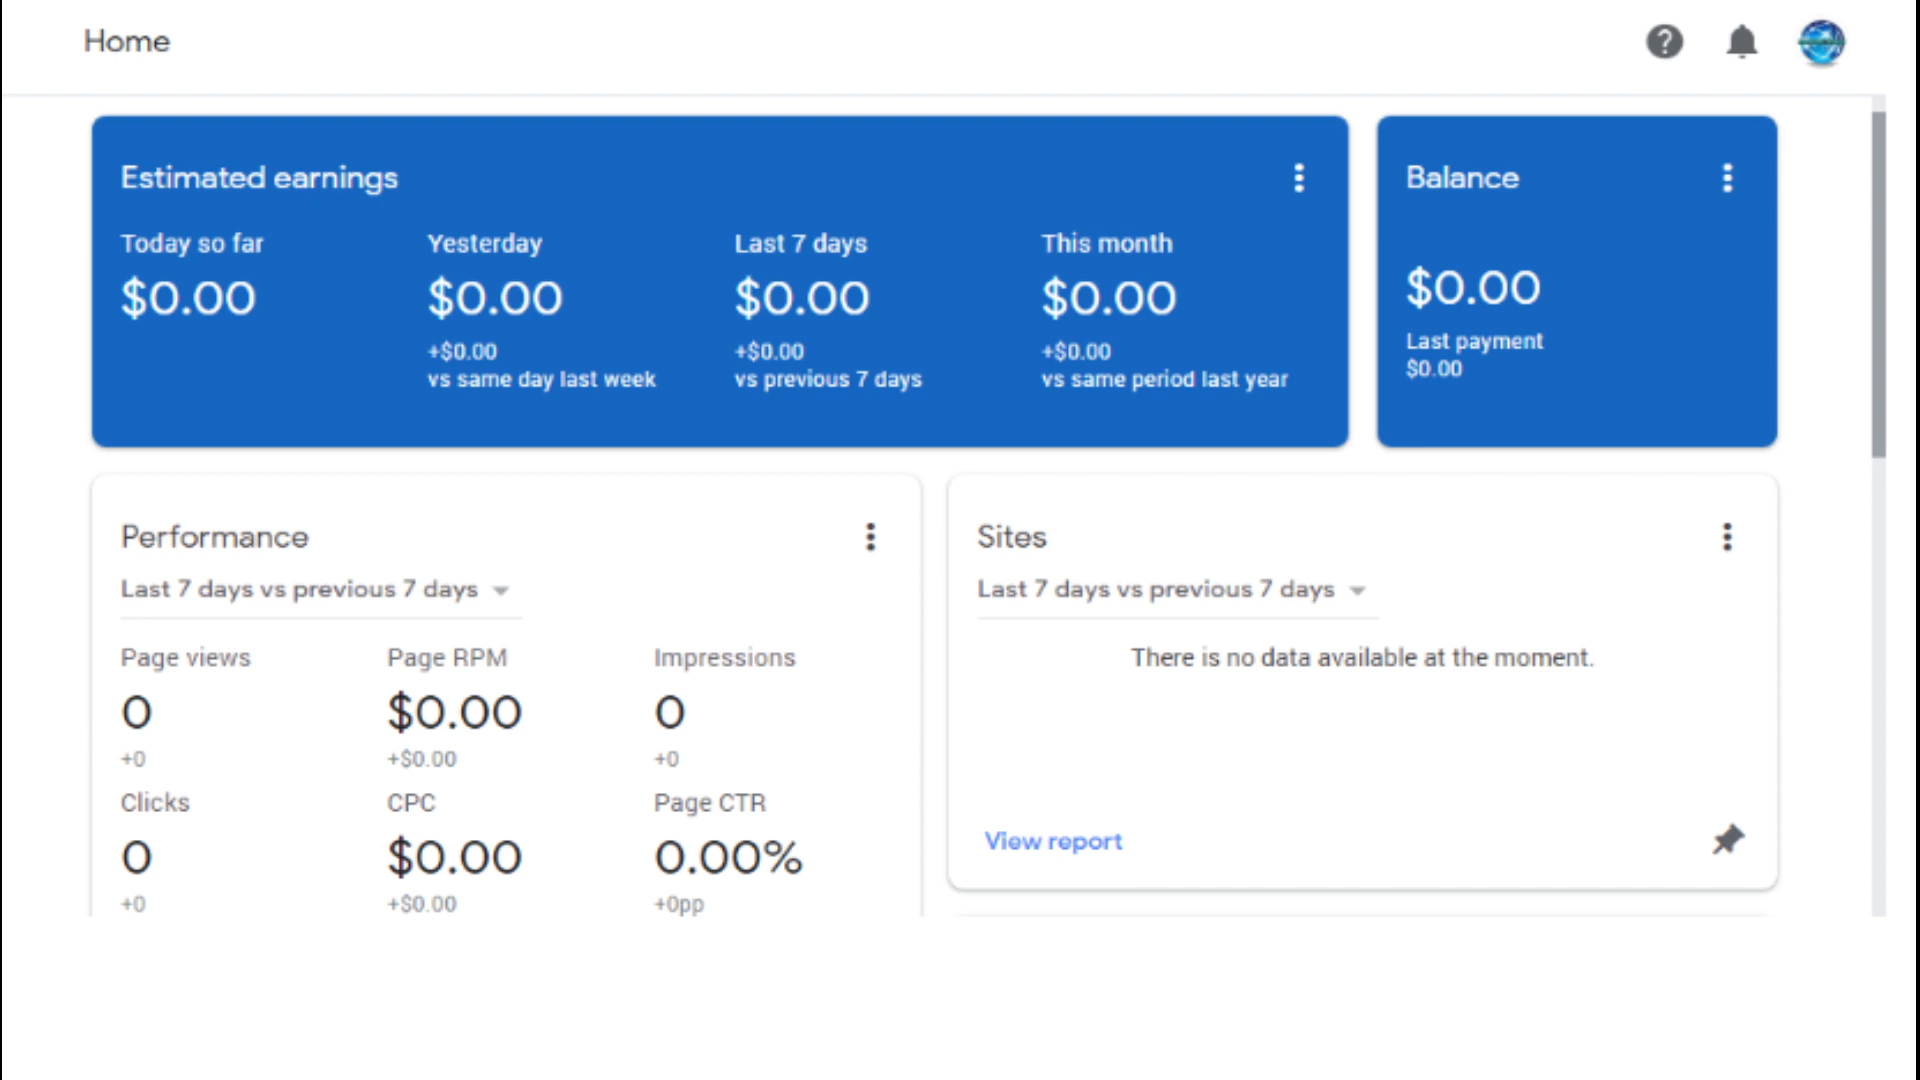 Home
Estimated earnings
Today so far
$0.00
Yesterday
$0.00
+$0.00
vs same day last week
Last 7 days
$0.00
+$0.00
vs previous 7 days
This month
$0.00
+$0.00
vs same period last year
Balance
$0.00
Last payment
$0.00
Performance
Last 7 days vs previous 7 days
Page views
0
+0
Page RPM
$0.00
+$0.00
Impressions
0
+0
Clicks
0
+0
CPC
$0.00
+$0.00
Page CTR
0.00%
+0pp
Sites
Last 7 days vs previous 7 days
There is no data available at the moment.
View report